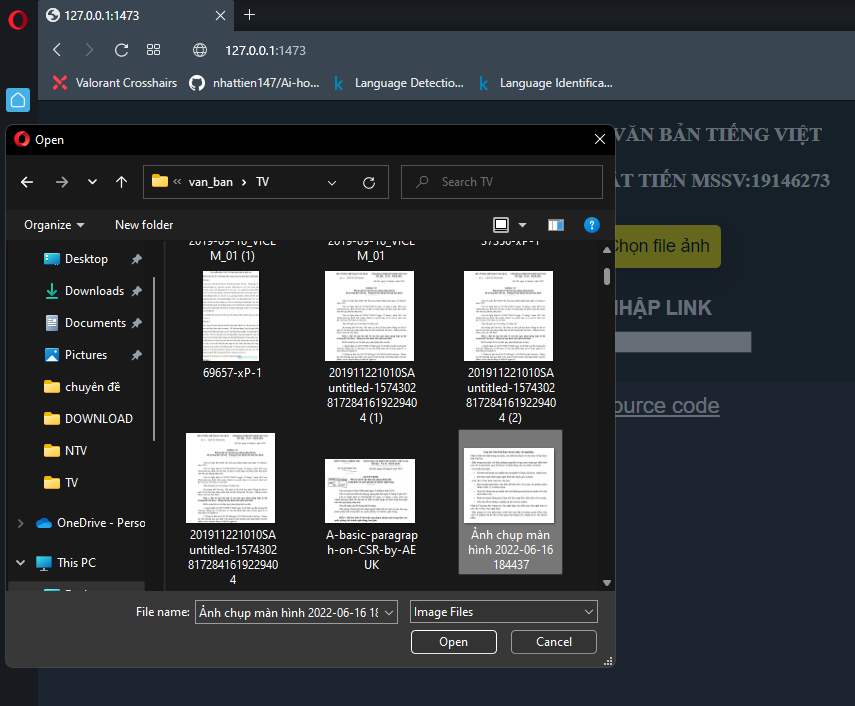 127.0.0.1:1473
127.0.0.1:1473
Valorant Crosshairs
nhattien147/Ai-ho...
Language Detectio...
Language Identifica...
VĂN BẢN TIẾNG VIỆT
ẤT TIẾN MSSV:19146273
Chọn file ảnh
NHẬP LINK
ource code
Open
van_ban
TV
Search TV
Organize
New folder
Desktop
Downloads
Documents
Pictures
chuyên đề
DOWNLOAD
NTV
TV
OneDrive - Perso
This PC
2019-09-10_VICE
M_01 (1)
2019-09-10_VICE
M_01
57350-xP-1
69657-xP-1
201911221010SA
untitled-1574302
817284161922940
4 (1)
201911221010SA
untitled-1574302
817284161922940
4 (2)
201911221010SA
untitled-1574302
817284161922940
4
A-basic-paragrap
h-on-CSR-by-AE
UK
Ảnh chụp màn
hình 2022-06-16
184437
File name:
Ảnh chụp màn hình 2022-06-16 18
Image Files
Open
Cancel